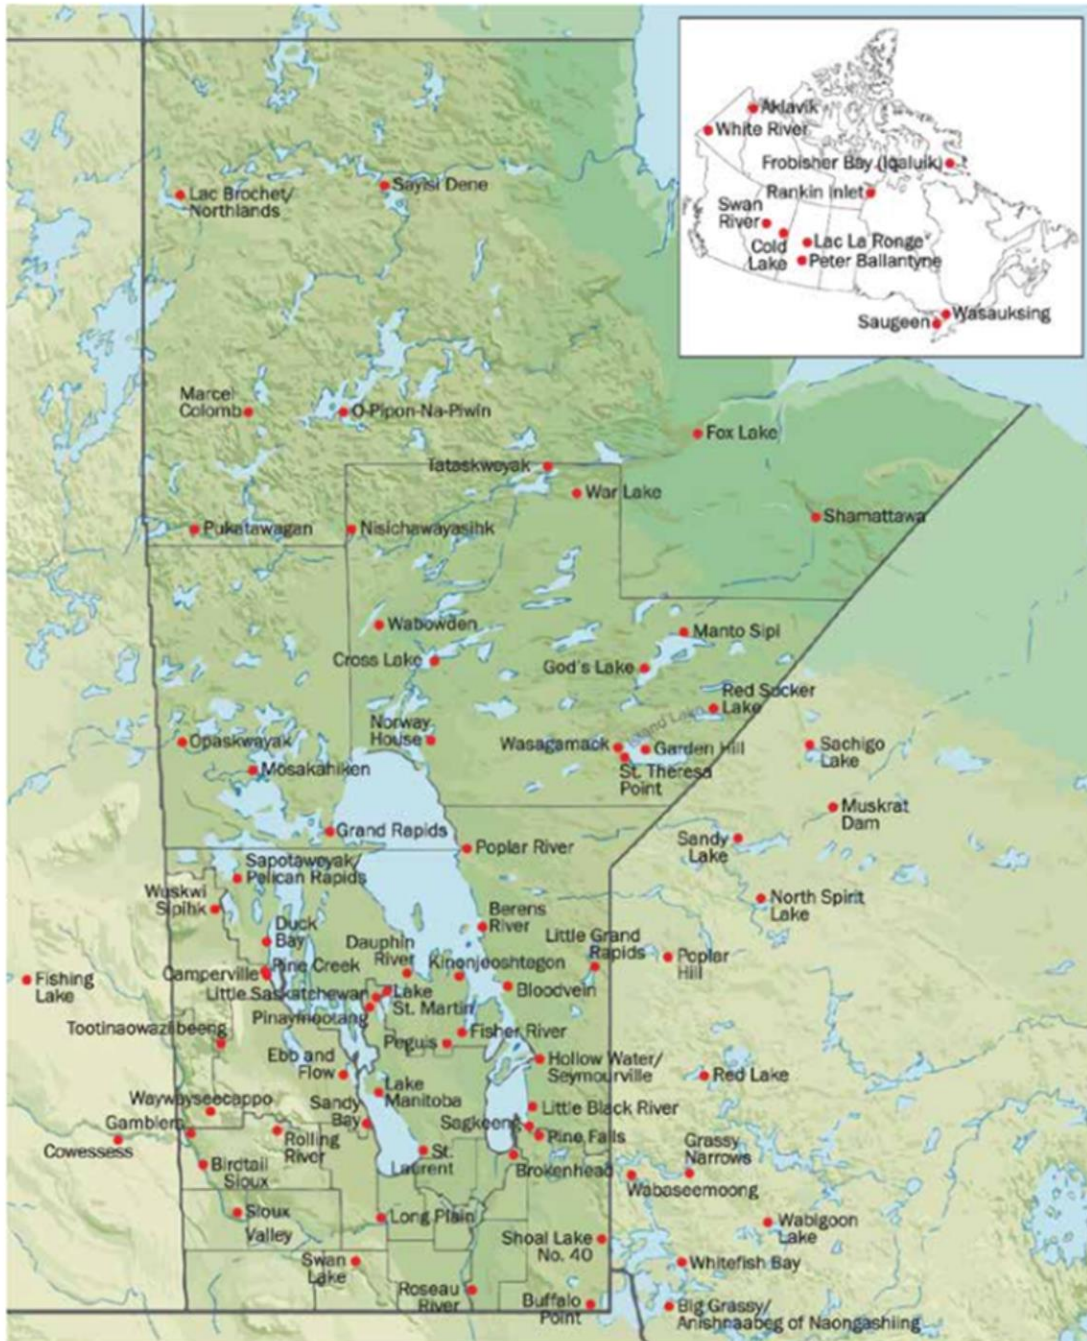 Aklavik
White River
Frobisher Bay (Iqaluik)
Rankin Inlet
Swan
River
Cold
Lake
Lac La Ronge
Peter Ballantyne
Saugeen
Wasauksing
Lac Brochet/
Northlands
Sayisi Dene
Marcel
Colomb
O-Pipon-Na-Piwin
Fox Lake
Tataskweyak
War Lake
Shamattawa
Pukatawagan
Nisichawayasihk
Wabowden
Manto Sipi
Cross Lake
God's Lake
Red Sucker
Lake
Island Lake
Norway
House
Opaskwayak
Wasagamack
Garden Hill
St. Theresa
Point
Sachigo
Lake
Mosakahiken
Muskrat
Dam
Grand Rapids
Sandy
Lake
Poplar River
Sapotaweyak/
Pelican Rapids
Wuskwi
Sipihk
North Spirit
Lake
Duck
Bay
Berens
River
Dauphin
River
Little Grand
Rapids
Poplar
Hill
Fishing
Lake
Camperville
Pine Creek
Kinonjeoshtegon
Little Saskatchewan
Lake
St. Martin
Bloodvein
Pinaymootang
Tootinaowaziibeeng
Peguis
Fisher River
Ebb and
Flow
Hollow Water/
Seymourville
Red Lake
Lake
Manitoba
Waywayseecappo
Sandy
Bay
Little Black River
Gamblers
Sagkeeng
Pine Falls
Cowessess
Rolling
River
Grassy
Narrows
St.
Laurent
Brokenhead
Birdtail
Sioux
Wabaseemoong
Sioux
Valley
Long Plain
Wabigoon
Lake
Shoal Lake
No. 40
Swan
Lake
Whitefish Bay
Roseau
River
Buffalo
Point
Big Grassy/
Anishnaabeg of Naongashiing